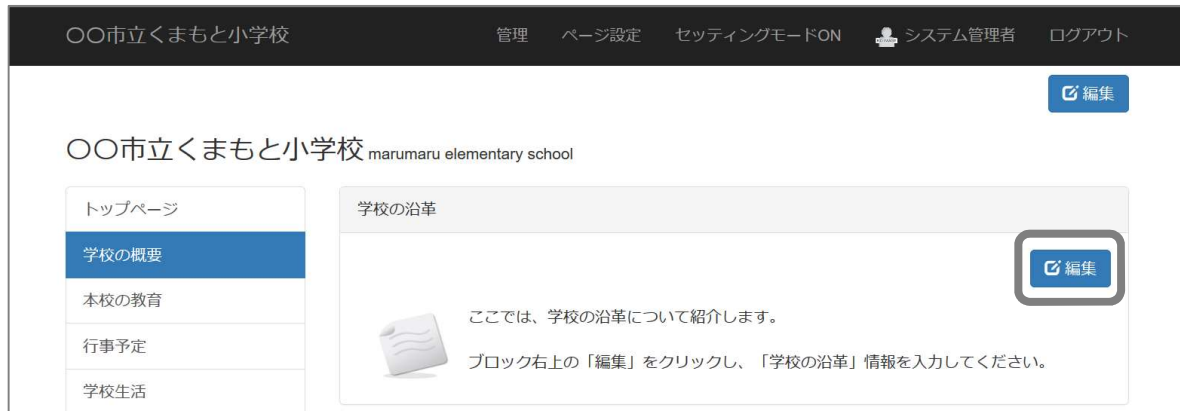 〇〇市立くまもと小学校 管理 ページ設定 セッティングモードON システム管理者 ログアウト
編集
〇〇市立くまもと小学校 marumaru elementary school
トップページ
学校の概要
本校の教育
行事予定
学校生活
学校の沿革
編集
ここでは、学校の沿革について紹介します。
ブロック右上の「編集」をクリックし、「学校の沿革」情報を入力してください。